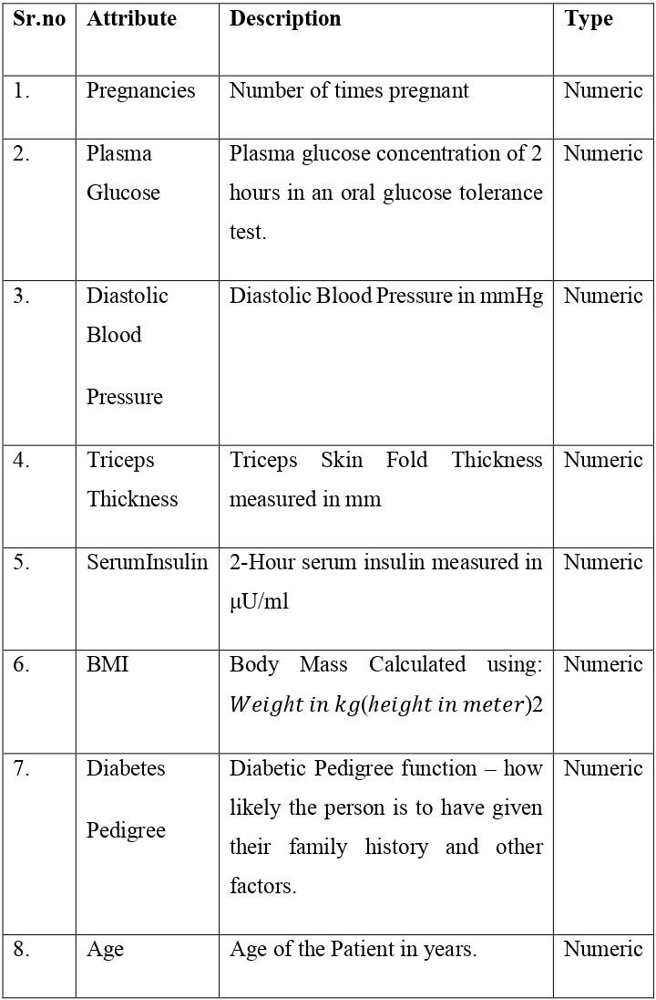 Sr.no Attribute Description Type
1. Pregnancies Number of times pregnant Numeric
2. Plasma Plasma glucose concentration of 2 Numeric
Glucose hours in an oral glucose tolerance
test.
3. Diastolic Diastolic Blood Pressure in mmHg Numeric
Blood
Pressure
4. Triceps Triceps Skin Fold Thickness Numeric
Thickness measured in mm
5. SerumInsulin 2-Hour serum insulin measured in Numeric
μU/ml
6. BMI Body Mass Calculated using: Numeric
Weight in kg(height in meter)2
7. Diabetes Diabetic Pedigree function – how Numeric
likely the person is to have given
Pedigree their family history and other
factors.
8. Age Age of the Patient in years. Numeric